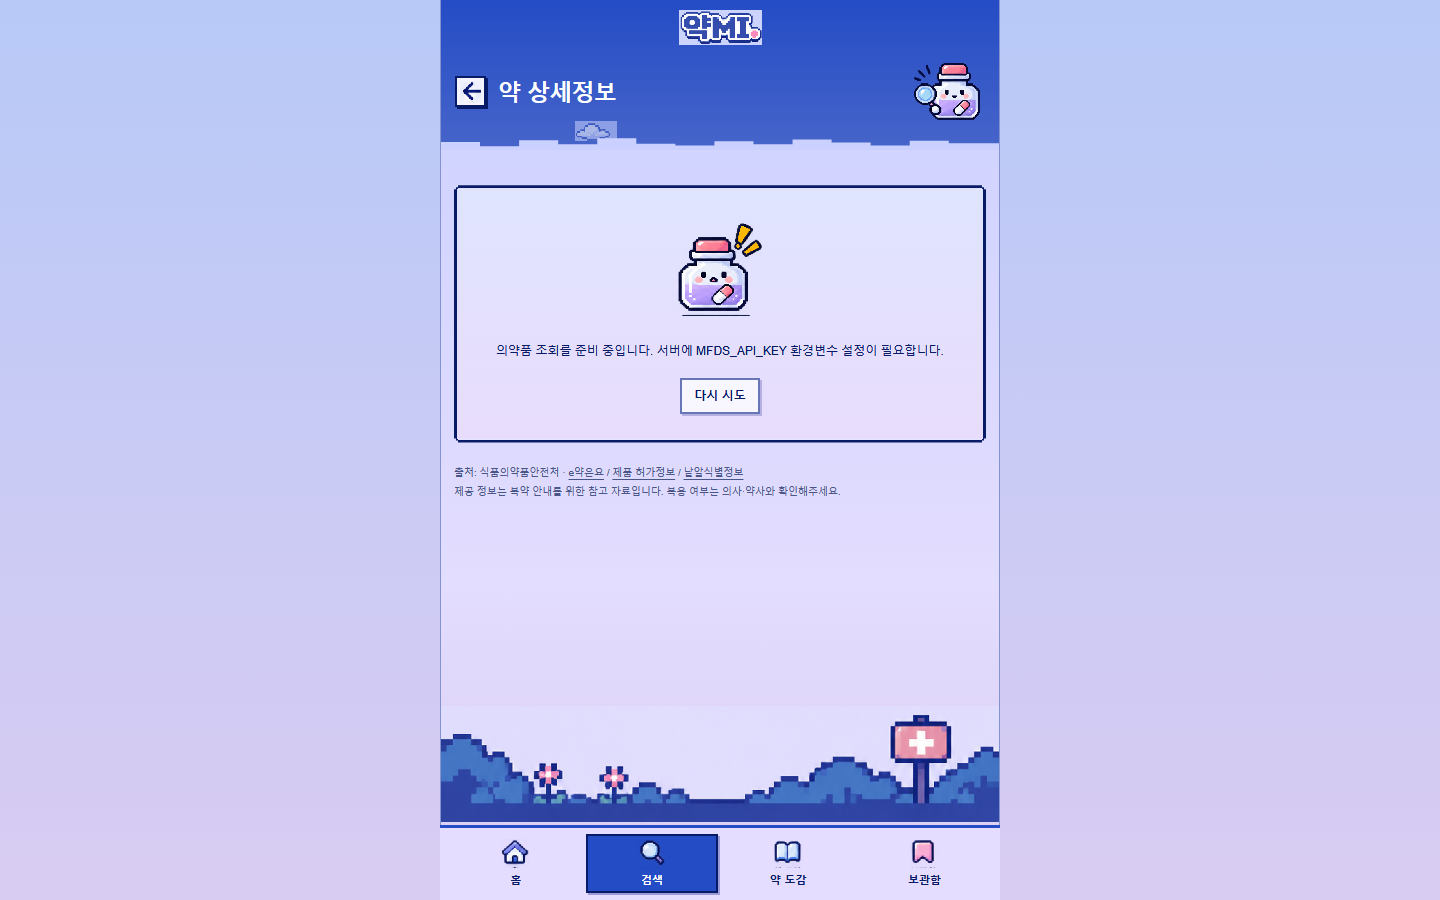 약MI.
약 상세정보
의약품 조회를 준비 중입니다. 서버에 MFDS_API_KEY 환경변수 설정이 필요합니다.
다시 시도
출처: 식품의약품안전처 · e약은요 / 제품 허가정보 / 낱알식별정보
제공 정보는 복약 안내를 위한 참고 자료입니다. 복용 여부는 의사·약사와 확인해주세요.
홈
검색
약 도감
보관함